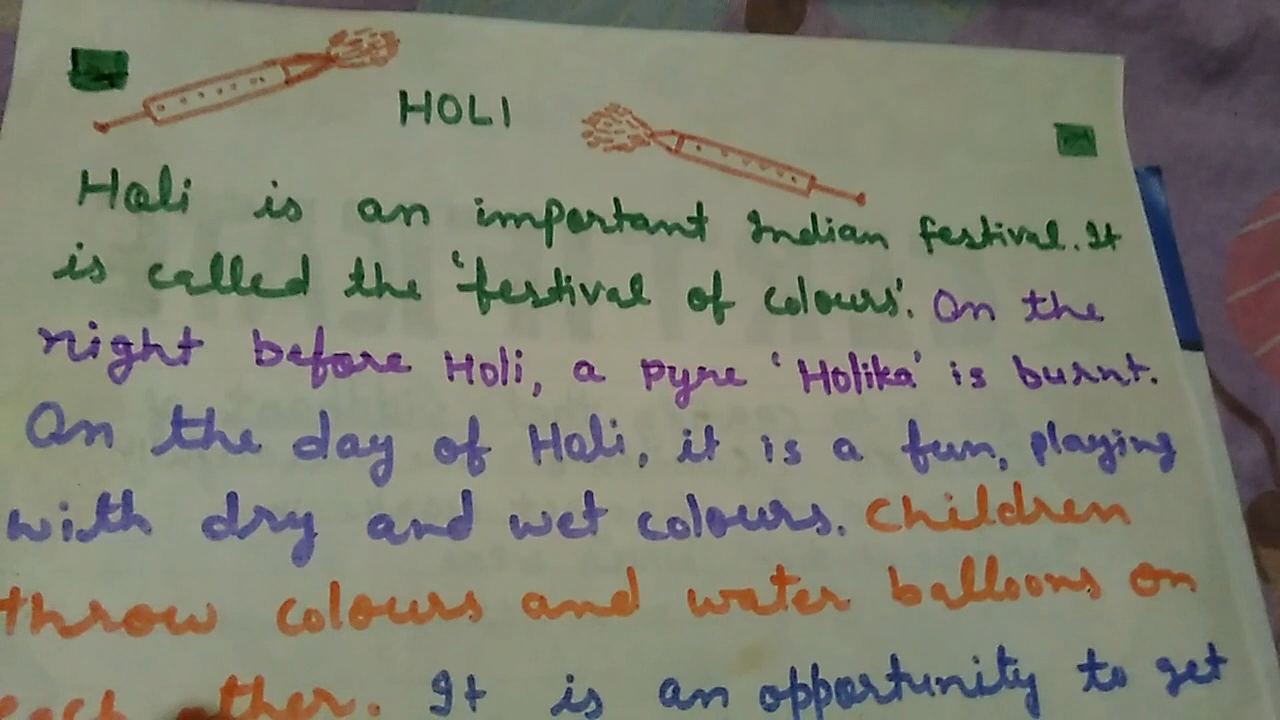 HOLI
Holi is an important Indian festival. It
is called the 'festival of colours'. On the
night before Holi, a pyre 'Holika' is burnt.
On the day of Holi, it is a fun, playing
with dry and wet colours. Children
throw colours and water balloons on
each other. It is an opportunity to get